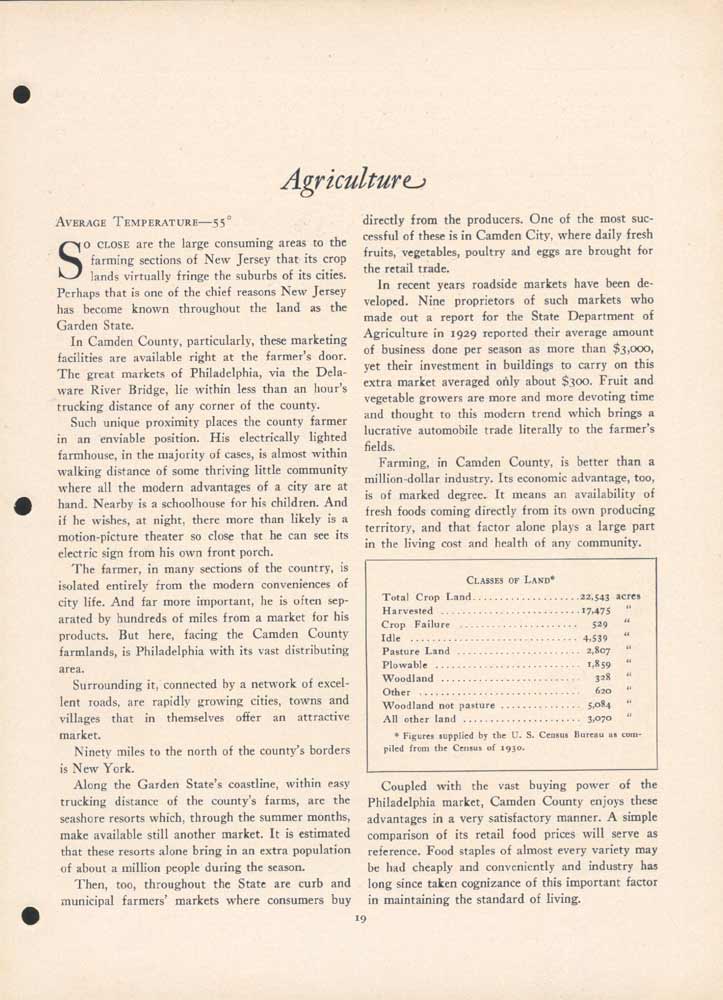 Agriculture
AVERAGE TEMPERATURE—55°
SO CLOSE are the large consuming areas to the
farming sections of New Jersey that its crop
lands virtually fringe the suburbs of its cities.
Perhaps that is one of the chief reasons New Jersey
has become known throughout the land as the
Garden State.
In Camden County, particularly, these marketing
facilities are available right at the farmer's door.
The great markets of Philadelphia, via the Dela-
ware River Bridge, lie within less than an hour's
trucking distance of any corner of the county.
Such unique proximity places the county farmer
in an enviable position. His electrically lighted
farmhouse, in the majority of cases, is almost within
walking distance of some thriving little community
where all the modern advantages of a city are at
hand. Nearby is a schoolhouse for his children. And
if he wishes, at night, there more than likely is a
motion-picture theater so close that he can see its
electric sign from his own front porch.
The farmer, in many sections of the country, is
isolated entirely from the modern conveniences of
city life. And far more important, he is often sep-
arated by hundreds of miles from a market for his
products. But here, facing the Camden County
farmlands, is Philadelphia with its vast distributing
area.
Surrounding it, connected by a network of excel-
lent roads, are rapidly growing cities, towns and
villages that in themselves offer an attractive
market.
Ninety miles to the north of the county's borders
is New York.
Along the Garden State's coastline, within easy
trucking distance of the county's farms, are the
seashore resorts which, through the summer months,
make available still another market. It is estimated
that these resorts alone bring in an extra population
of about a million people during the season.
Then, too, throughout the State are curb and
municipal farmers' markets where consumers buy
directly from the producers. One of the most suc-
cessful of these is in Camden City, where daily fresh
fruits, vegetables, poultry and eggs are brought for
the retail trade.
In recent years roadside markets have been de-
veloped. Nine proprietors of such markets who
made out a report for the State Department of
Agriculture in 1929 reported their average amount
of business done per season as more than $3,000,
yet their investment in buildings to carry on this
extra market averaged only about $300. Fruit and
vegetable growers are more and more devoting time
and thought to this modern trend which brings a
lucrative automobile trade literally to the farmer's
fields.
Farming, in Camden County, is better than a
million-dollar industry. Its economic advantage, too,
is of marked degree. It means an availability of
fresh foods coming directly from its own producing
territory, and that factor alone plays a large part
in the living cost and health of any community.
CLASSES OF LAND*
Total Crop Land...................22,543 acres
Harvested .........................17,475 "
Crop Failure ...................... 529 "
Idle .............................. 4,539 "
Pasture Land ...................... 2,807 "
Plowable .......................... 1,859 "
Woodland .......................... 328 "
Other ............................. 620 "
Woodland not pasture .............. 5,084 "
All other land ..................... 3,070 "
* Figures supplied by the U. S. Census Bureau as com-
piled from the Census of 1930.
Coupled with the vast buying power of the
Philadelphia market, Camden County enjoys these
advantages in a very satisfactory manner. A simple
comparison of its retail food prices will serve as
reference. Food staples of almost every variety may
be had cheaply and conveniently and industry has
long since taken cognizance of this important factor
in maintaining the standard of living.
19